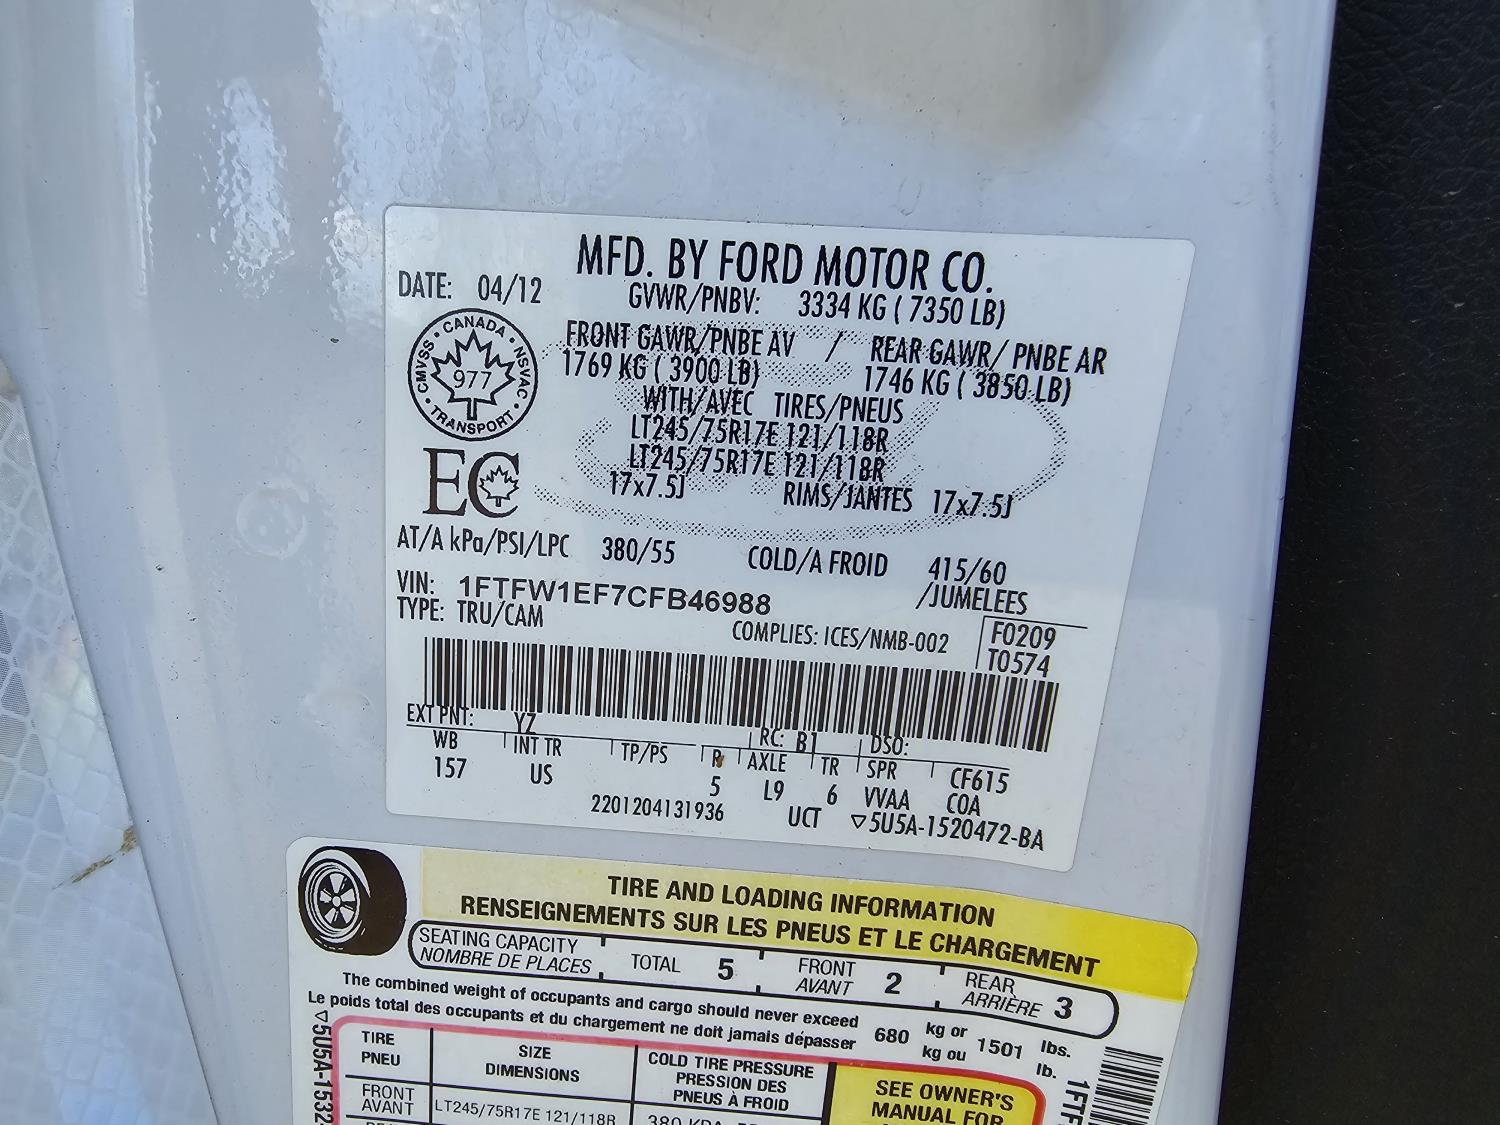 MFD. BY FORD MOTOR CO.
DATE: 04/12
GVWR/PNBV: 3334 KG ( 7350 LB)
FRONT GAWR/PNBE AV / REAR GAWR/ PNBE AR
1769 KG ( 3900 LB) 1746 KG ( 3850 LB)
WITH/AVEC TIRES/PNEUS
LT245/75R17E 121/118R
LT245/75R17E 121/118R
17x7.5J RIMS/JANTES 17x7.5J
CANADA
CMVSS 977 NSVAC
TRANSPORT
EC
AT/A kPa/PSI/LPC 380/55 COLD/A FROID 415/60
VIN: 1FTFW1EF7CFB46988 /JUMELEES
TYPE: TRU/CAM
COMPLIES: ICES/NMB-002
F0209
T0574
EXT PNT: YZ RC: B1 DSO:
WB INT TR TP/PS R AXLE TR SPR CF615
157 US 5 L9 6 VVAA COA
2201204131936 UCT ▽5U5A-1520472-BA
TIRE AND LOADING INFORMATION
RENSEIGNEMENTS SUR LES PNEUS ET LE CHARGEMENT
SEATING CAPACITY
NOMBRE DE PLACES TOTAL 5 FRONT AVANT 2 REAR ARRIÈRE 3
The combined weight of occupants and cargo should never exceed 680 kg or 1501 lbs.
Le poids total des occupants et du chargement ne doit jamais dépasser kg ou lb.
▽5U5A-1532
TIRE
PNEU
SIZE
DIMENSIONS
COLD TIRE PRESSURE
PRESSION DES
PNEUS À FROID
SEE OWNER'S
MANUAL FOR
FRONT
AVANT
LT245/75R17E 121/118R
1FTF